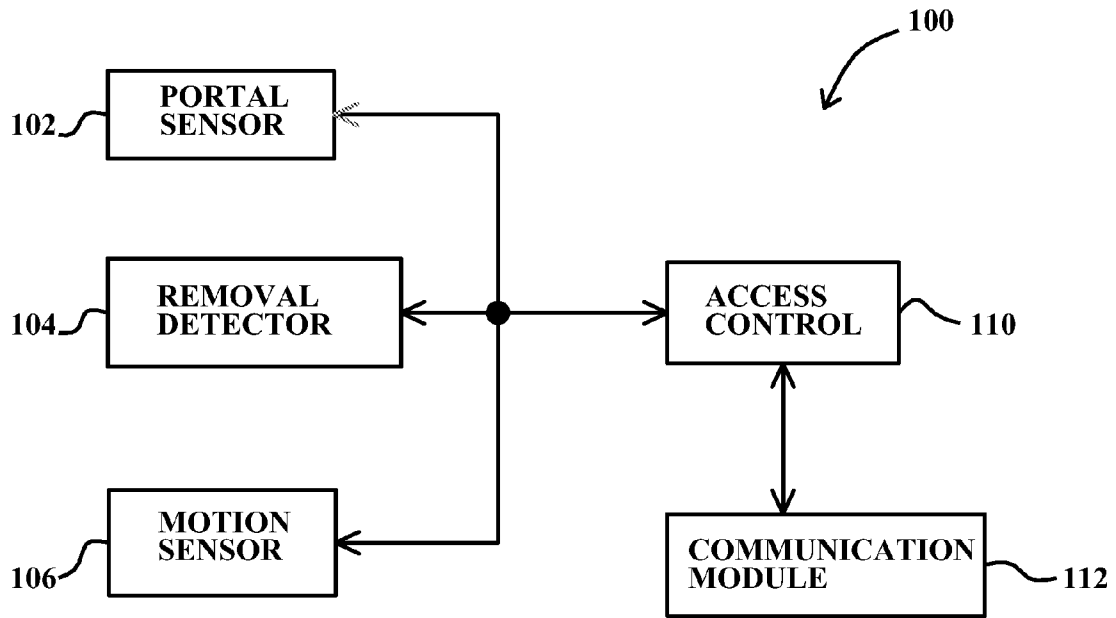 100
PORTAL
SENSOR
102
REMOVAL
DETECTOR
104
ACCESS
CONTROL
110
MOTION
SENSOR
106
COMMUNICATION
MODULE
112